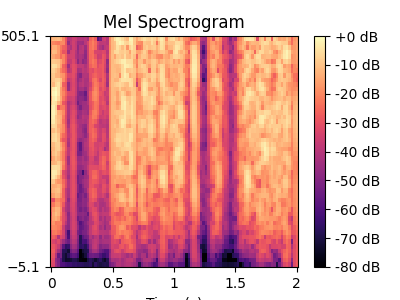 Mel Spectrogram
505.1
−5.1
0
0.5
1
1.5
2
+0 dB
-10 dB
-20 dB
-30 dB
-40 dB
-50 dB
-60 dB
-70 dB
-80 dB